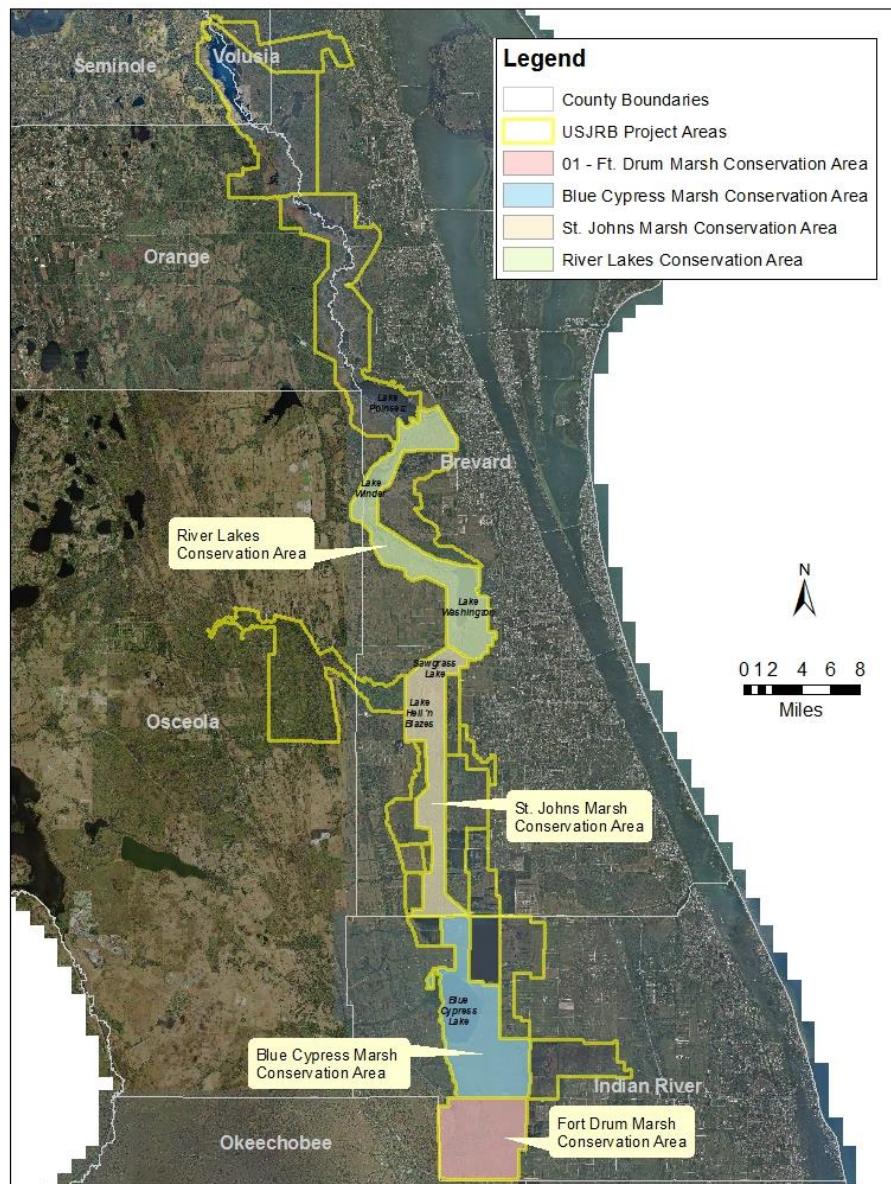 Seminole
Volusia
Legend
County Boundaries
USJRB Project Areas
01 - Ft. Drum Marsh Conservation Area
Blue Cypress Marsh Conservation Area
St. Johns Marsh Conservation Area
River Lakes Conservation Area
Orange
Lake
Poinsett
Brevard
Lake
Winder
River Lakes
Conservation Area
N
Lake
Washington
Sawgrass
Lake
0 1 2 4 6 8
Miles
Lake
Hell 'n
Blazes
Osceola
St. Johns Marsh
Conservation Area
Blue
Cypress
Lake
Blue Cypress Marsh
Conservation Area
Indian River
Fort Drum Marsh
Conservation Area
Okeechobee